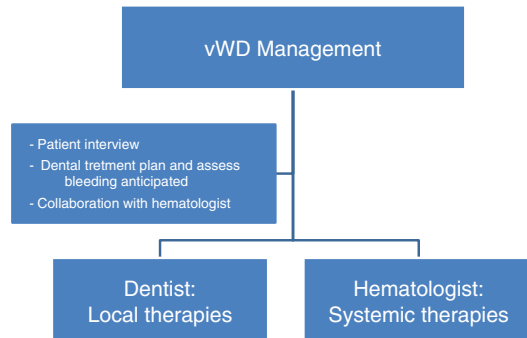 vWD Management
- Patient interview
- Dental tretment plan and assess
bleeding anticipated
- Collaboration with hematologist
Dentist:
Local therapies
Hematologist:
Systemic therapies